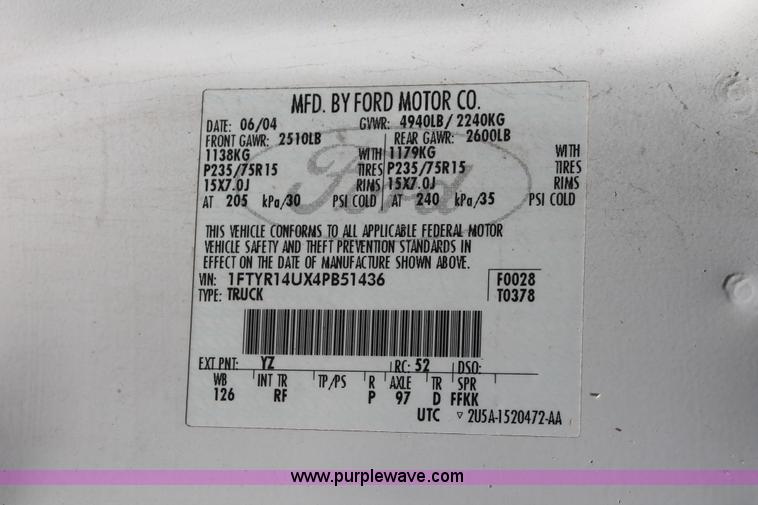 MFD. BY FORD MOTOR CO.
DATE: 06/04 GVWR: 4940LB/ 2240KG
FRONT GAWR: 2510LB REAR GAWR: 2600LB
1138KG WITH 1179KG WITH
P235/75R15 TIRES P235/75R15 TIRES
15X7.0J RIMS 15X7.0J RIMS
AT 205 kPa/30 PSI COLD AT 240 kPa/35 PSI COLD
Ford
THIS VEHICLE CONFORMS TO ALL APPLICABLE FEDERAL MOTOR
VEHICLE SAFETY AND THEFT PREVENTION STANDARDS IN
EFFECT ON THE DATE OF MANUFACTURE SHOWN ABOVE.
VIN: 1FTYR14UX4PB51436 F0028
TYPE: TRUCK T0378
EXT PNT: YZ RC: 52 DSO:
WB INT TR TP/PS R AXLE TR SPR
126 RF P 97 D FFKK
UTC ▽ 2U5A-1520472-AA
www.purplewave.com